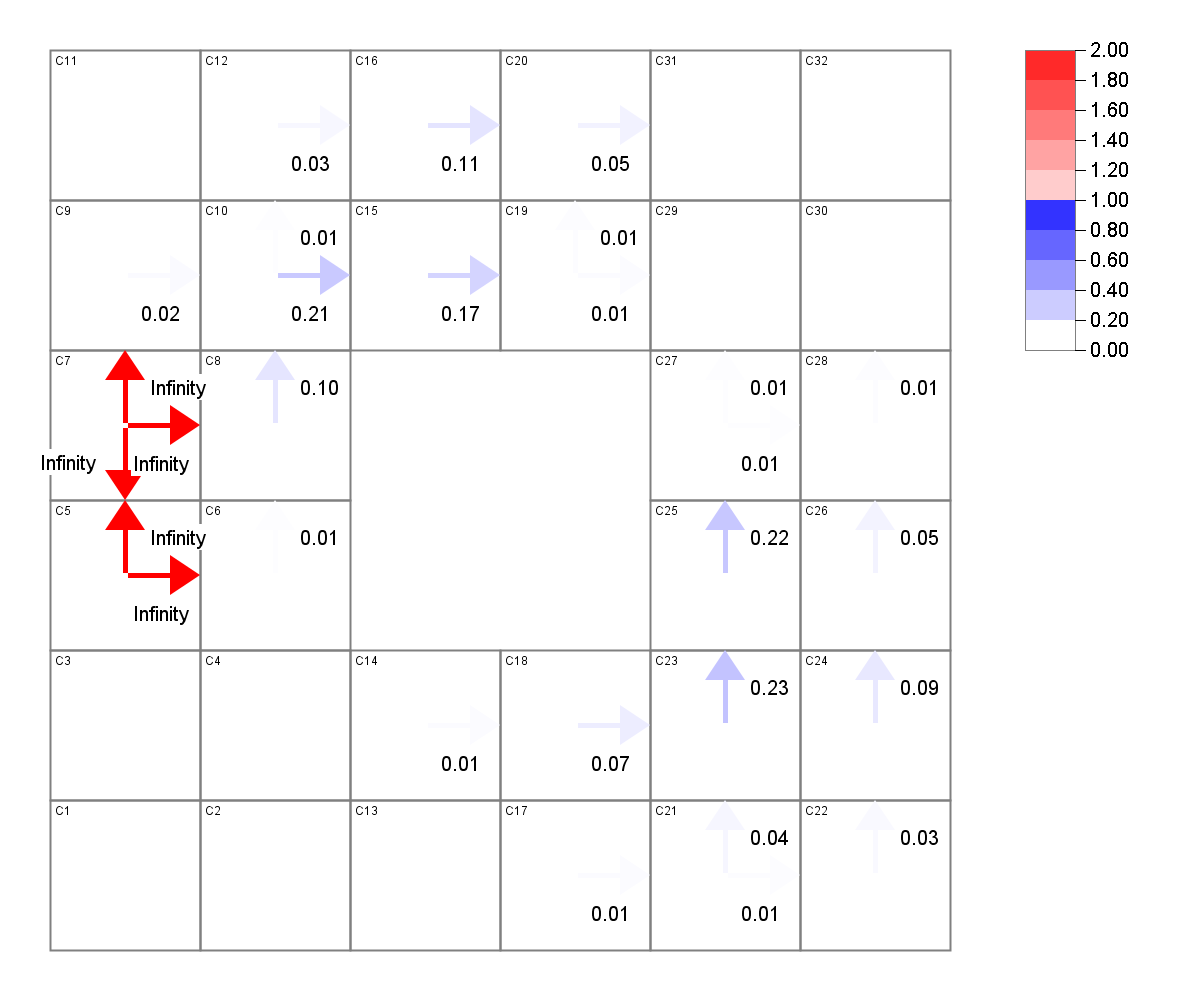 C11 C12 C16 C20 C31 C32
0.03 0.11 0.05
C9 C10 C15 C19 C29 C30
0.01 0.01
0.02 0.21 0.17 0.01
C7 C8 C27 C28
Infinity 0.10 0.01 0.01
Infinity Infinity 0.01
C5 C6 C25 C26
Infinity 0.01 0.22 0.05
Infinity
C3 C4 C14 C18 C23 C24
0.23 0.09
0.01 0.07
C1 C2 C13 C17 C21 C22
0.04 0.03
0.01 0.01
2.00
1.80
1.60
1.40
1.20
1.00
0.80
0.60
0.40
0.20
0.00